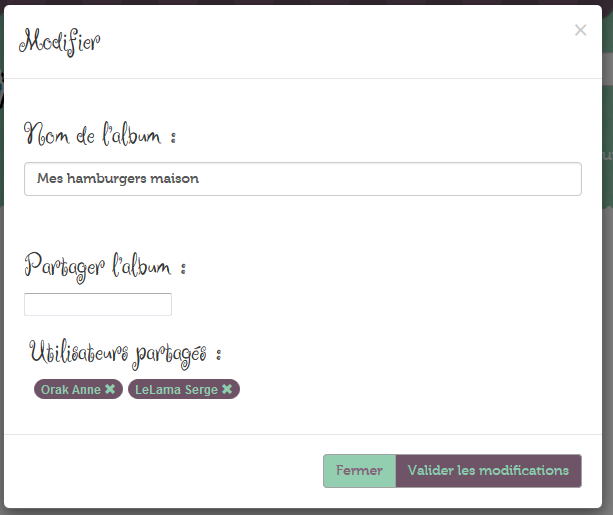 Modifier ×
Nom de l'album :
Mes hamburgers maison
Partager l'album :
Utilisateurs partagés :
Orak Anne ✖ LeLama Serge ✖
Fermer Valider les modifications